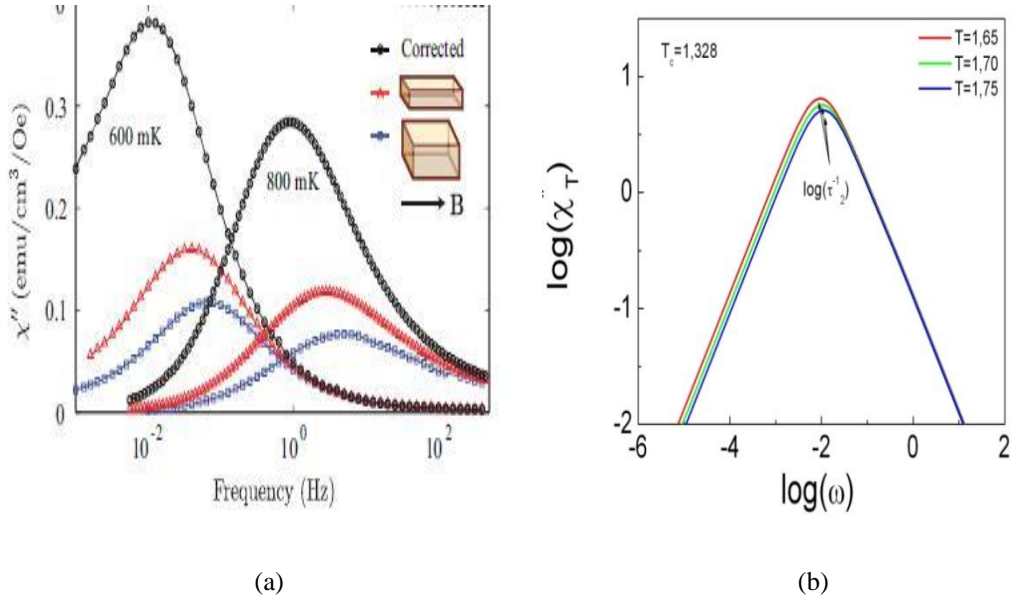 0
0.3
0.2
0.1
0
χ″ (emu/cm³/Oe)
600 mK
800 mK
Corrected
B
10⁻² 10⁰ 10²
Frequency (Hz)
(a)
T_c=1,328
T=1,65
T=1,70
T=1,75
1
0
-1
-2
log(χ″_T)
log(τ⁻¹₂)
-6 -4 -2 0 2
log(ω)
(b)